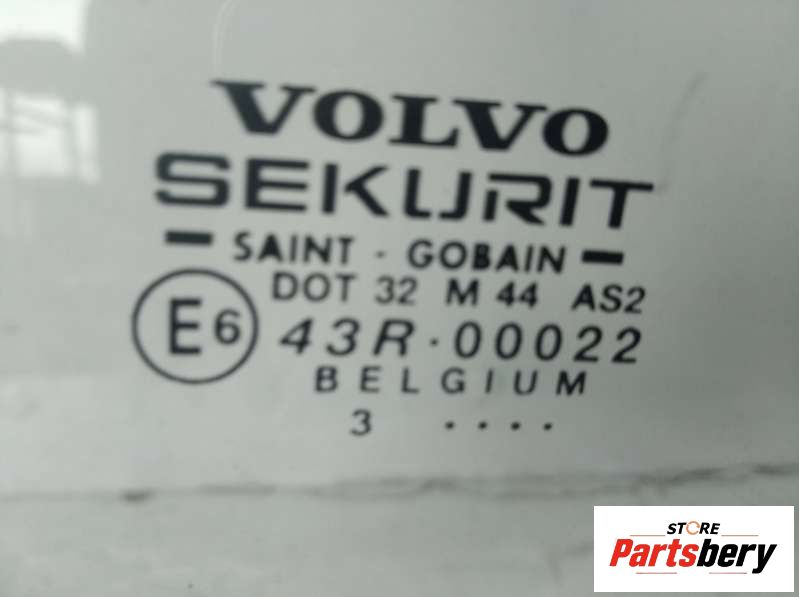 VOLVO
SEKURIT
SAINT - GOBAIN
DOT 32 M 44 AS2
E6 43R-00022
BELGIUM
3 ....
STORE
Partsbery